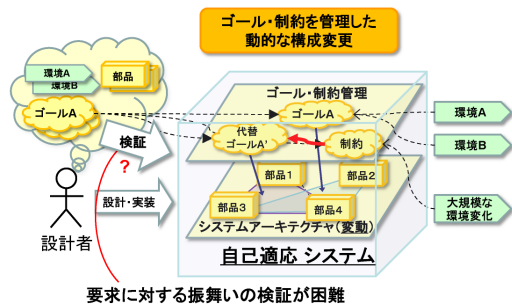 ゴール・制約を管理した
動的な構成変更
環境A
環境B
部品
ゴールA
検証
?
設計者
設計・実装
ゴール・制約管理
ゴールA
代替
ゴールA'
制約
部品1
部品2
部品3
部品4
システムアーキテクチャ(変動)
自己適応 システム
環境A
環境B
大規模な
環境変化
要求に対する振舞いの検証が困難